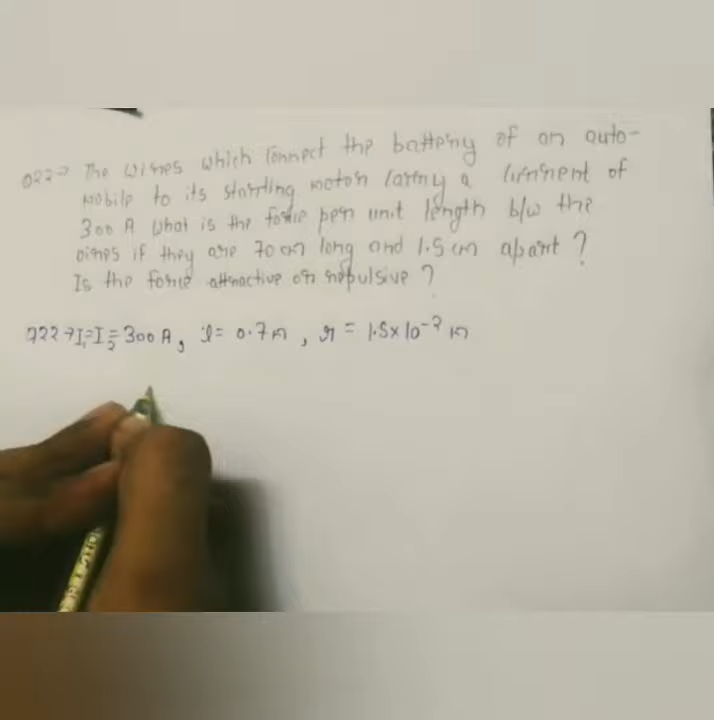 Q22→ The wires which connect the battery of an auto-
mobile to its starting motor carry a current of
300 A What is the force per unit length b/w the
wires if they are 70 cm long and 1.5 cm apart ?
Is the force attractive or repulsive ?
Q22→ I₁=I₂=300 A, l= 0.7 m , r = 1.5×10⁻² m